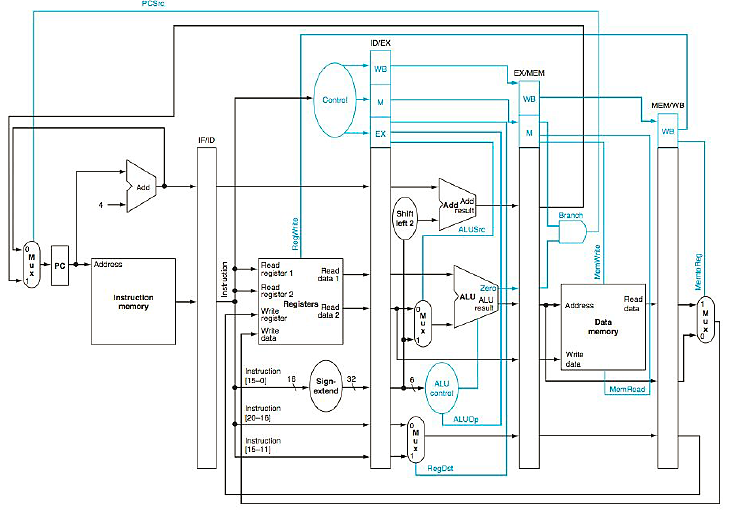 PCSrc
ID/EX
WB
EX/MEM
Control
M
WB
MEM/WB
EX
M
WB
IF/ID
Add
4
Add
Add
result
Shift
left 2
Branch
ALUSrc
RegWrite
MemWrite
MemtoReg
Instruction
0
M
u
x
1
PC
Address
Instruction
memory
Read
register 1
Read
register 2
Registers
Write
register
Write
data
Read
data 1
Read
data 2
0
M
u
x
1
Zero
ALU
ALU
result
Address
Read
data
Data
memory
Write
data
1
M
u
x
0
MemRead
Instruction
[15–0]
16
Sign-
extend
32
6
ALU
control
Instruction
[20–16]
ALUOp
0
M
u
x
1
Instruction
[15–11]
RegDst